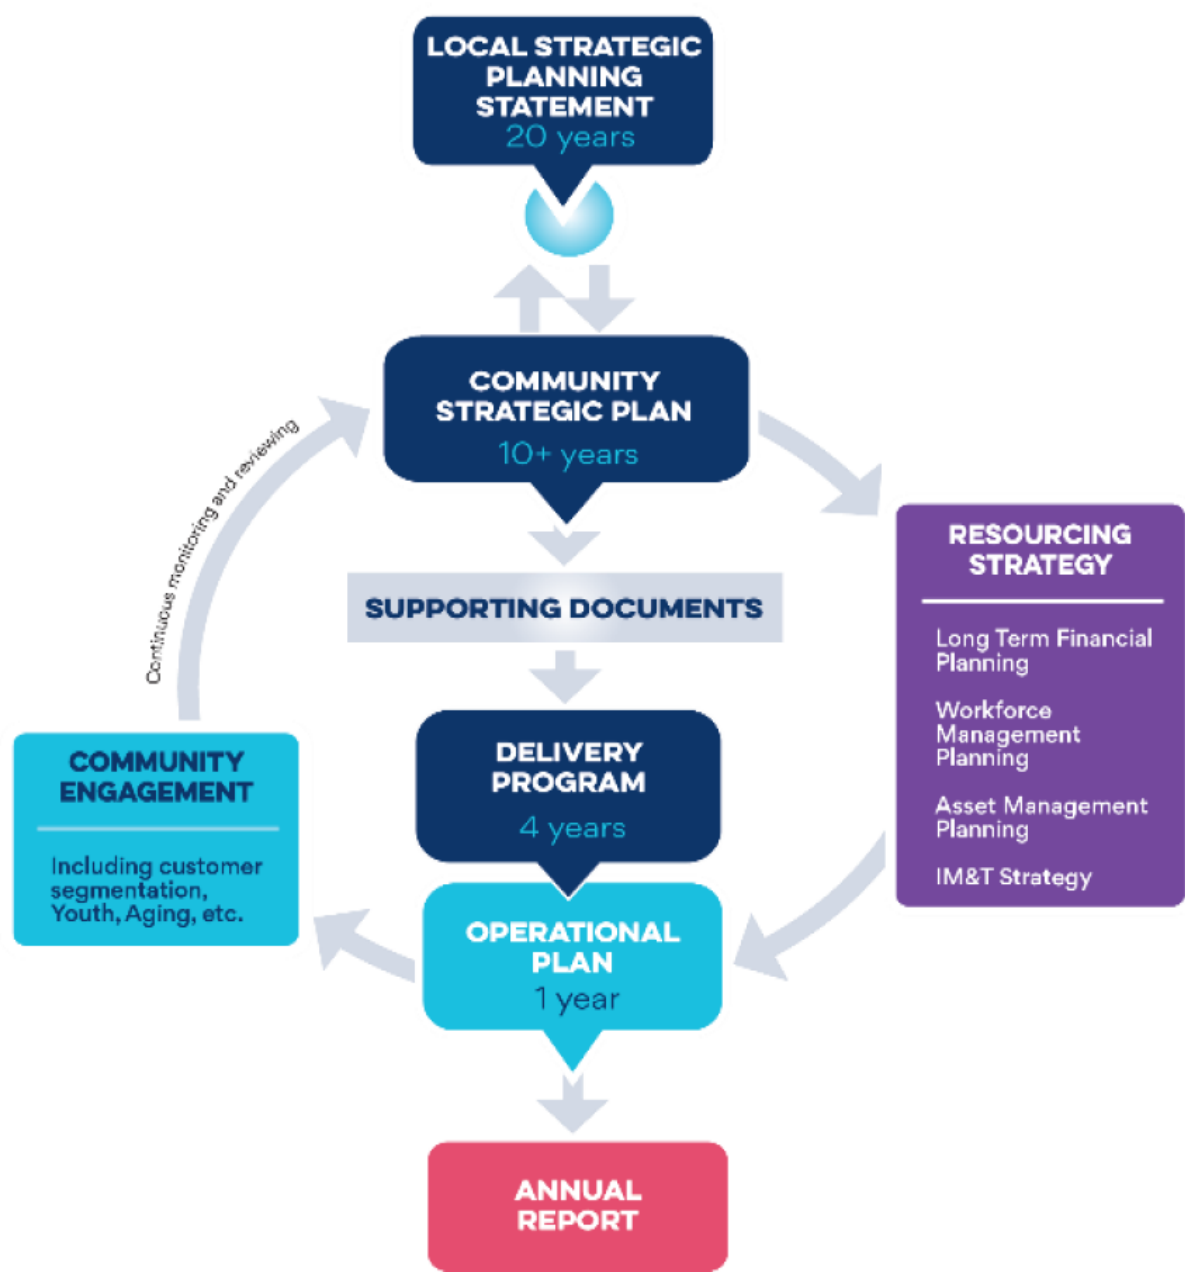 LOCAL STRATEGIC
PLANNING
STATEMENT
20 years
COMMUNITY
STRATEGIC PLAN
10+ years
Continuous monitoring and reviewing
RESOURCING
STRATEGY
Long Term Financial
Planning
Workforce
Management
Planning
Asset Management
Planning
IM&T Strategy
SUPPORTING DOCUMENTS
DELIVERY
PROGRAM
4 years
COMMUNITY
ENGAGEMENT
Including customer
segmentation,
Youth, Aging, etc.
OPERATIONAL
PLAN
1 year
ANNUAL
REPORT